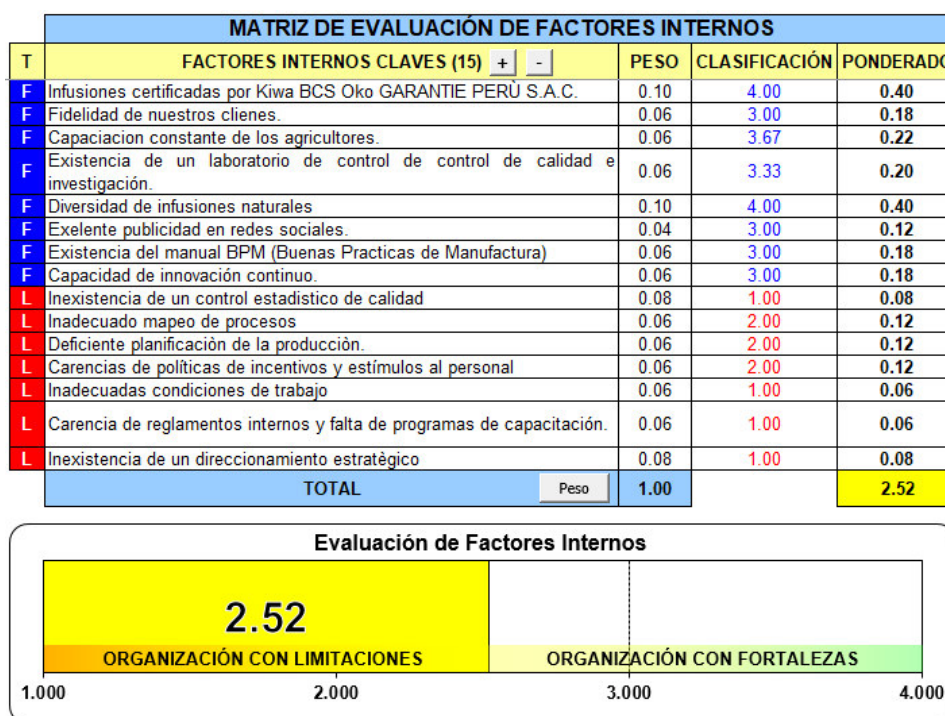 MATRIZ DE EVALUACIÓN DE FACTORES INTERNOS
T FACTORES INTERNOS CLAVES (15) + - PESO CLASIFICACIÓN PONDERADO
F Infusiones certificadas por Kiwa BCS Oko GARANTIE PERÙ S.A.C. 0.10 4.00 0.40
F Fidelidad de nuestros clienes. 0.06 3.00 0.18
F Capaciacion constante de los agricultores. 0.06 3.67 0.22
F Existencia de un laboratorio de control de control de calidad e
investigación. 0.06 3.33 0.20
F Diversidad de infusiones naturales 0.10 4.00 0.40
F Exelente publicidad en redes sociales. 0.04 3.00 0.12
F Existencia del manual BPM (Buenas Practicas de Manufactura) 0.06 3.00 0.18
F Capacidad de innovación continuo. 0.06 3.00 0.18
L Inexistencia de un control estadistico de calidad 0.08 1.00 0.08
L Inadecuado mapeo de procesos 0.06 2.00 0.12
L Deficiente planificaciòn de la producciòn. 0.06 2.00 0.12
L Carencias de políticas de incentivos y estímulos al personal 0.06 2.00 0.12
L Inadecuadas condiciones de trabajo 0.06 1.00 0.06
L Carencia de reglamentos internos y falta de programas de capacitación. 0.06 1.00 0.06
L Inexistencia de un direccionamiento estratègico 0.08 1.00 0.08
TOTAL Peso 1.00 2.52
Evaluación de Factores Internos
2.52
ORGANIZACIÓN CON LIMITACIONES ORGANIZACIÓN CON FORTALEZAS
1.000 2.000 3.000 4.000